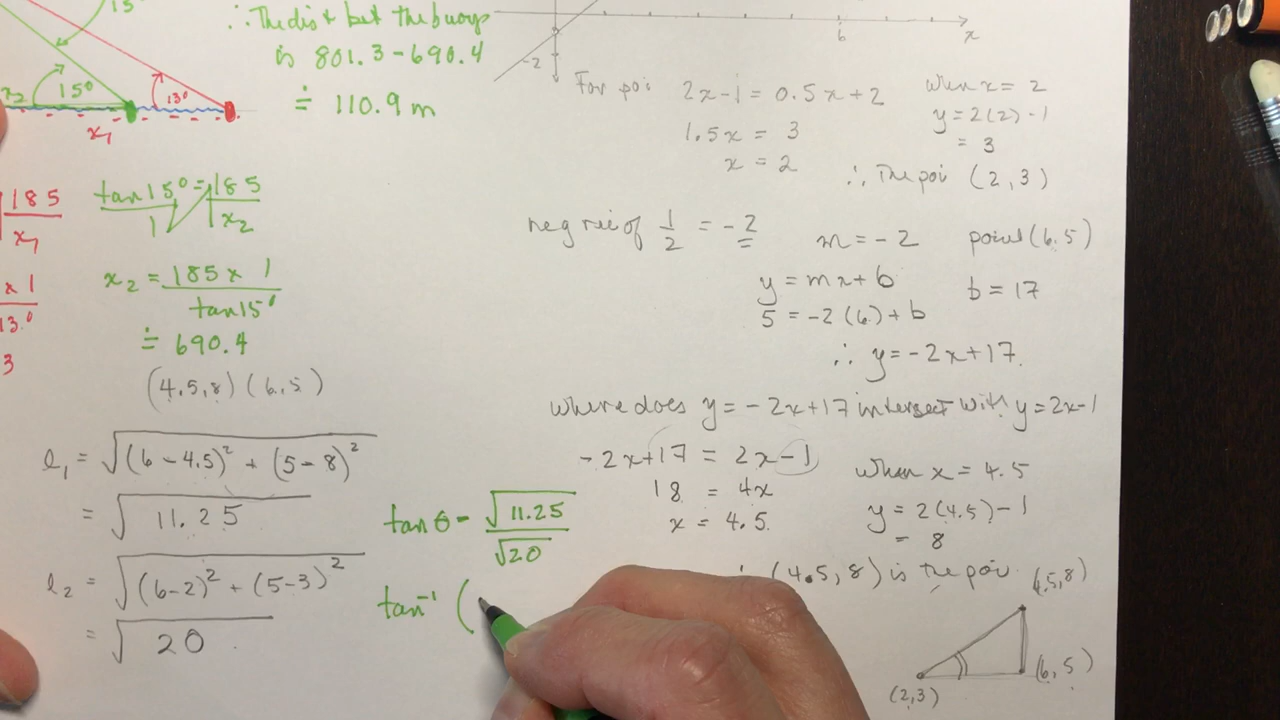 15°
∴ The dist bet the buoys
is 801.3 - 690.4
≐ 110.9 m
x₂
15°
13°
x₁
185
x₁
x 1
13°
3
tan 15° = 185
1 x₂
x₂ = 185 x 1
tan 15°
≐ 690.4
(4.5, 8) (6, 5)
l₁ = √(6 - 4.5)² + (5 - 8)²
= √11.25
l₂ = √(6-2)² + (5-3)²
= √20
tan θ = √11.25
√20
tan⁻¹ (
-2
6
x
For poi 2x-1 = 0.5x+2
1.5x = 3
x = 2
When x = 2
y = 2(2) - 1
= 3
∴ The poi (2, 3)
neg rec of 1/2 = -2
m = -2 point (6, 5)
y = mx + b b = 17
5 = -2(6) + b
∴ y = -2x + 17.
where does y = -2x+17 intersect with y = 2x-1
-2x+17 = 2x-1
18 = 4x
x = 4.5.
When x = 4.5
y = 2(4.5) - 1
= 8
(4.5, 8) is the poi.
4.5, 8)
(6, 5)
(2, 3)